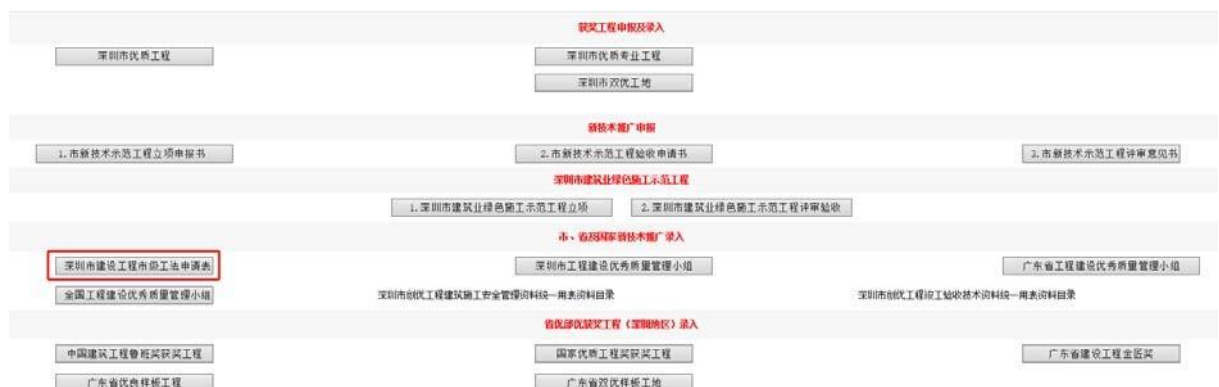 获奖工程申报及录入
深圳市优质工程
深圳市优质专业工程
深圳市双优工地
新技术推广申报
1.市新技术示范工程立项申报书
2.市新技术示范工程验收申请书
3.市新技术示范工程评审意见书
深圳市建筑业绿色施工示范工程
1.深圳市建筑业绿色施工示范工程立项
2.深圳市建筑业绿色施工示范工程评审验收
市、省及国家新技术推广录入
深圳市建设工程市级工法申请表
深圳市工程建设优秀质量管理小组
广东省工程建设优秀质量管理小组
全国工程建设优秀质量管理小组
深圳市创优工程建筑施工安全管理资料统一用表资料目录
深圳市创优工程竣工验收技术资料统一用表资料目录
省优部优获奖工程（深圳地区）录入
中国建筑工程鲁班奖获奖工程
国家优质工程奖获奖工程
广东省建设工程金匠奖
广东省优良样板工程
广东省双优样板工地